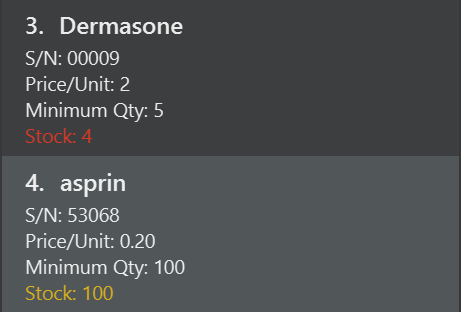 3. Dermasone
S/N: 00009
Price/Unit: 2
Minimum Qty: 5
Stock: 4
4. asprin
S/N: 53068
Price/Unit: 0.20
Minimum Qty: 100
Stock: 100